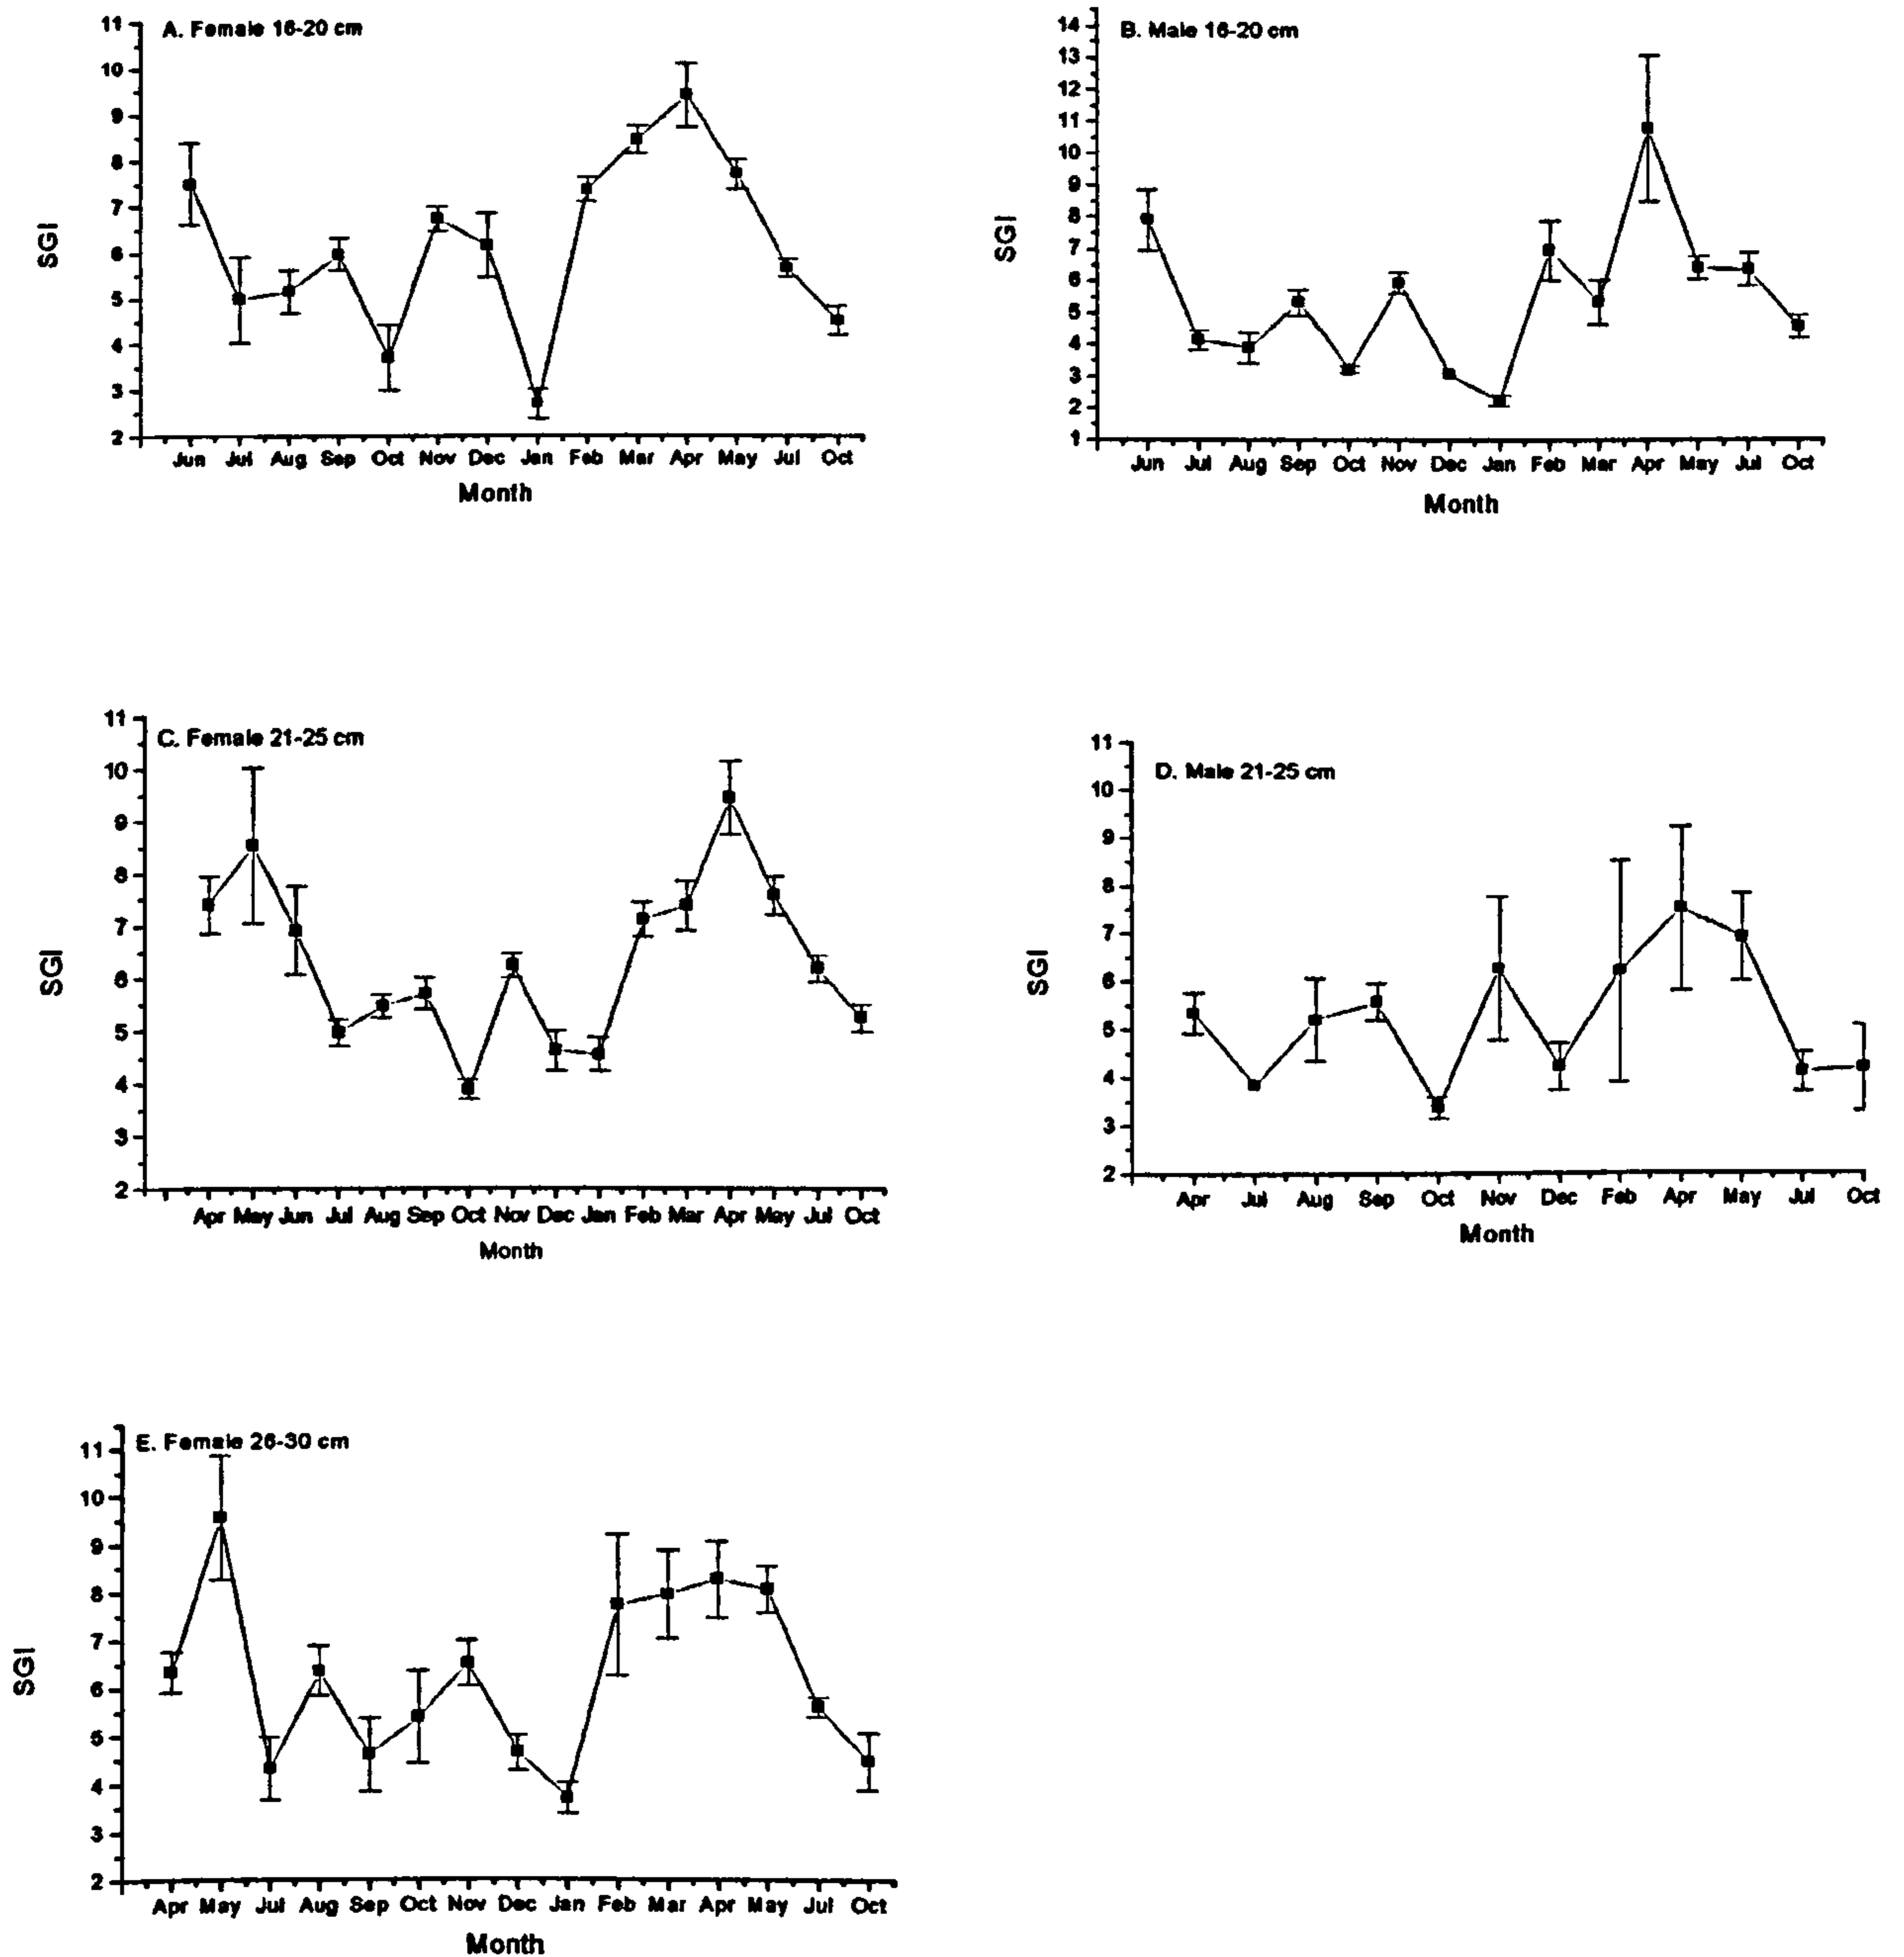 A. Female 16-20 cm
11
10
9
8
7
6
5
4
3
2
SGI
Jun Jul Aug Sep Oct Nov Dec Jan Feb Mar Apr May Jul Oct
Month
B. Male 16-20 cm
14
13
12
11
10
9
8
7
6
5
4
3
2
1
SGI
Jun Jul Aug Sep Oct Nov Dec Jan Feb Mar Apr May Jul Oct
Month
C. Female 21-25 cm
11
10
9
8
7
6
5
4
3
2
SGI
Apr May Jun Jul Aug Sep Oct Nov Dec Jan Feb Mar Apr May Jul Oct
Month
D. Male 21-25 cm
11
10
9
8
7
6
5
4
3
2
SGI
Apr Jul Aug Sep Oct Nov Dec Feb Apr May Jul Oct
Month
E. Female 26-30 cm
11
10
9
8
7
6
5
4
3
2
SGI
Apr May Jul Aug Sep Oct Nov Dec Jan Feb Mar Apr May Jul Oct
Month